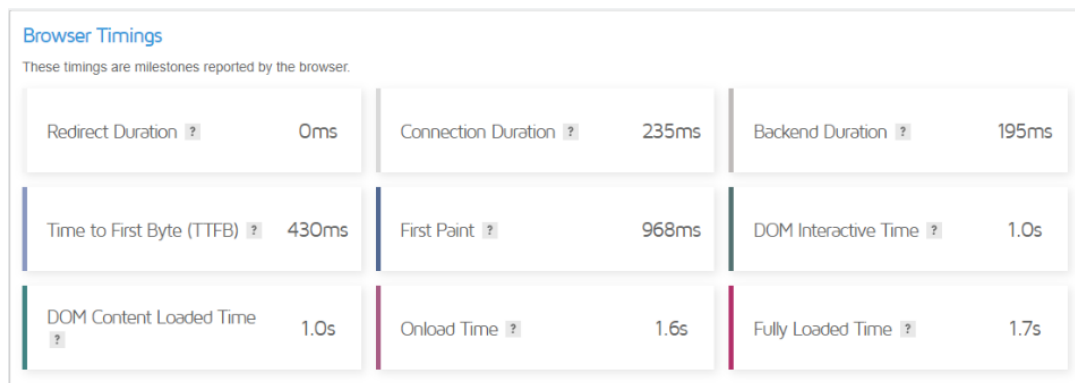 Browser Timings
These timings are milestones reported by the browser.
Redirect Duration ? 0ms
Connection Duration ? 235ms
Backend Duration ? 195ms
Time to First Byte (TTFB) ? 430ms
First Paint ? 968ms
DOM Interactive Time ? 1.0s
DOM Content Loaded Time
? 1.0s
Onload Time ? 1.6s
Fully Loaded Time ? 1.7s